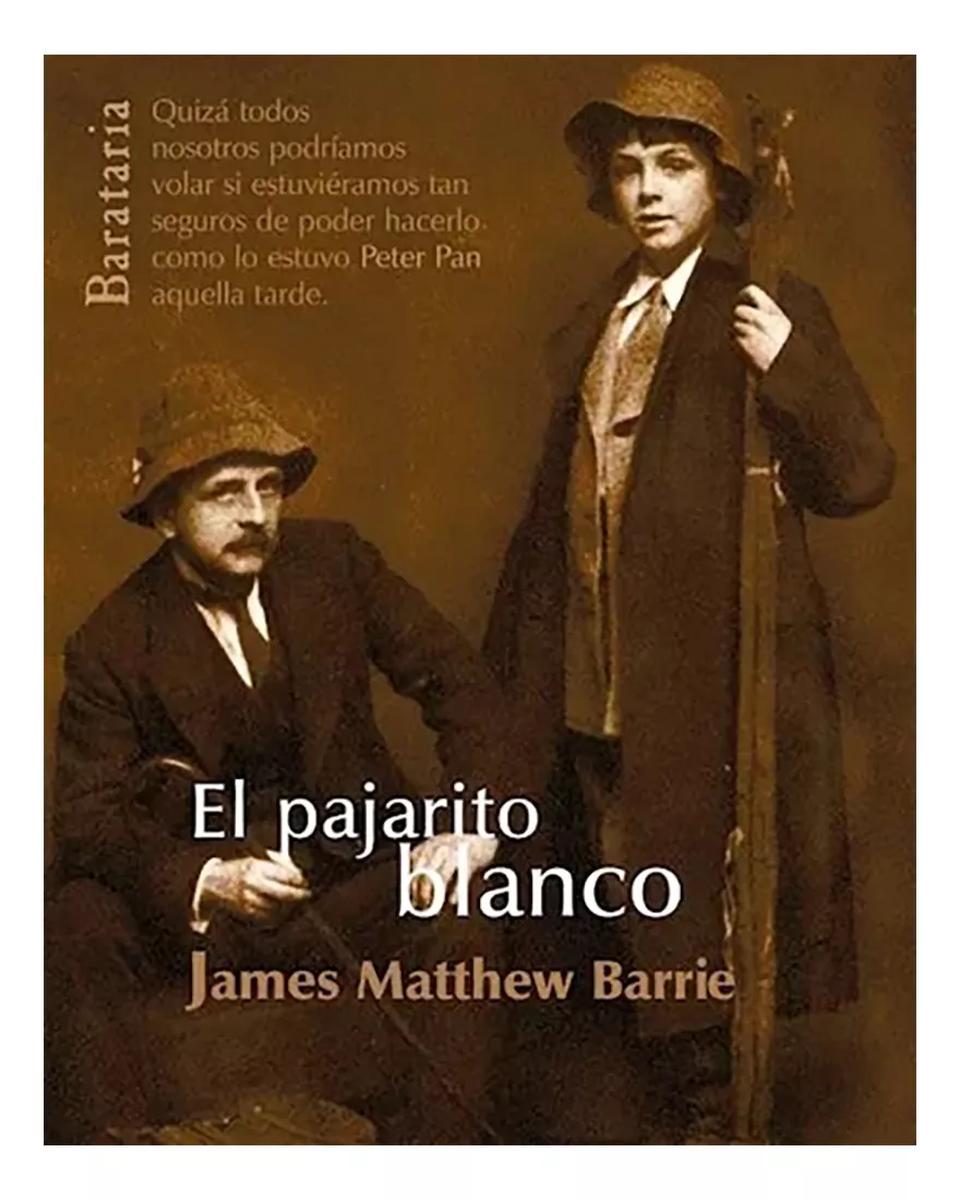 Barataria
Quizá todos
nosotros podríamos
volar si estuviéramos tan
seguros de poder hacerlo
como lo estuvo Peter Pan
aquella tarde.
El pajarito
blanco
James Matthew Barrie